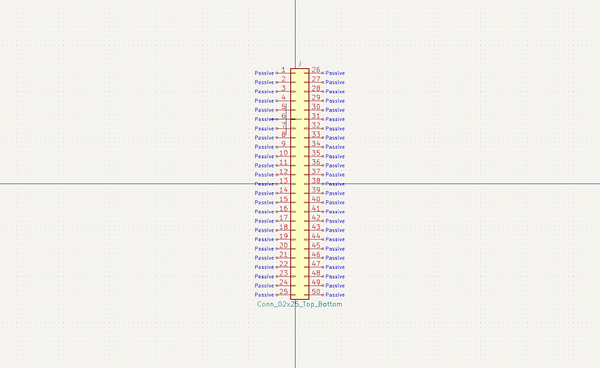 J
Passive 1 26 Passive
Passive 2 27 Passive
Passive 3 28 Passive
Passive 4 29 Passive
Passive 5 30 Passive
Passive 6 31 Passive
Passive 7 32 Passive
Passive 8 33 Passive
Passive 9 34 Passive
Passive 10 35 Passive
Passive 11 36 Passive
Passive 12 37 Passive
Passive 13 38 Passive
Passive 14 39 Passive
Passive 15 40 Passive
Passive 16 41 Passive
Passive 17 42 Passive
Passive 18 43 Passive
Passive 19 44 Passive
Passive 20 45 Passive
Passive 21 46 Passive
Passive 22 47 Passive
Passive 23 48 Passive
Passive 24 49 Passive
Passive 25 50 Passive
Conn_02x25_Top_Bottom